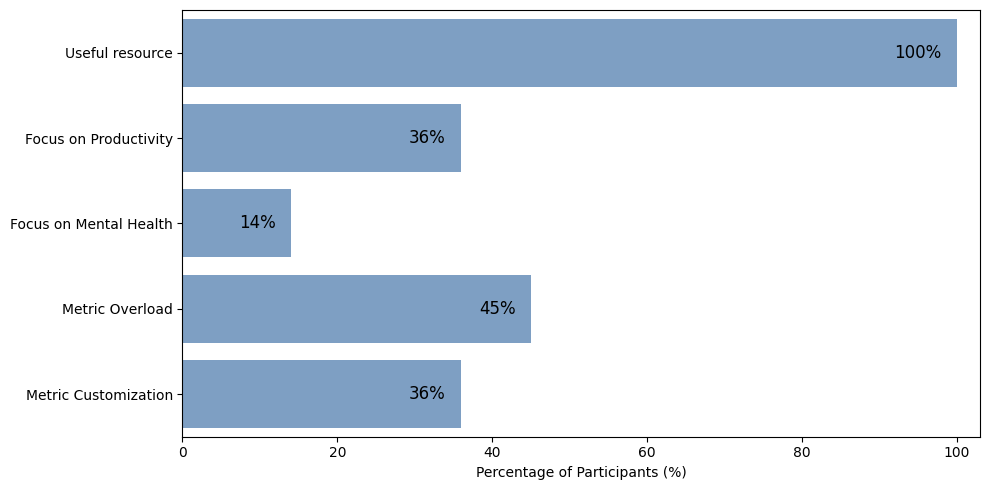 Useful resource
100%
Focus on Productivity
36%
Focus on Mental Health
14%
Metric Overload
45%
Metric Customization
36%
0 20 40 60 80 100
Percentage of Participants (%)